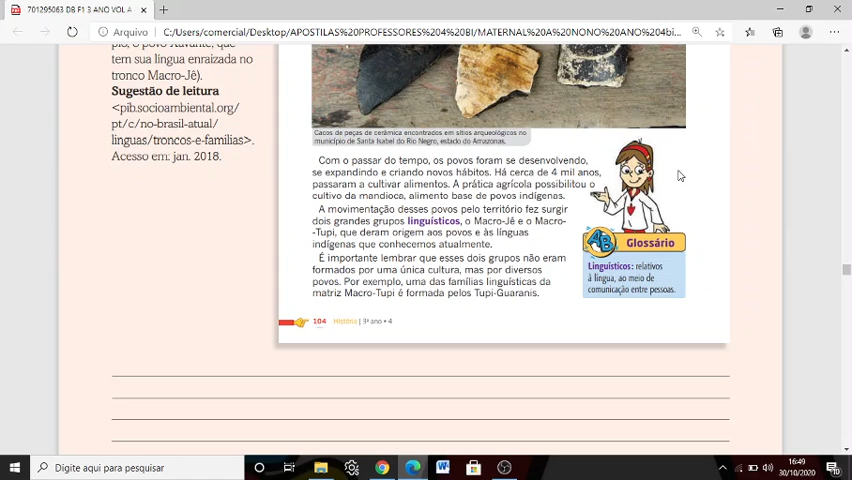 701295063 DB F1 3 ANO VOL A
Arquivo
C:/Users/comercial/Desktop/APOSTILAS%20PROFESSORES%204%20BI/MATERNAL%20A%20NONO%20ANO%204bi...
pio, o povo Xavante, que
tem sua língua enraizada no
tronco Macro-Jê).
Sugestão de leitura
<pib.socioambiental.org/
pt/c/no-brasil-atual/
linguas/troncos-e-familias>.
Acesso em: jan. 2018.
Cacos de peças de cerâmica encontrados em sítios arqueológicos no
município de Santa Isabel do Rio Negro, estado do Amazonas.
Com o passar do tempo, os povos foram se desenvolvendo,
se expandindo e criando novos hábitos. Há cerca de 4 mil anos,
passaram a cultivar alimentos. A prática agrícola possibilitou o
cultivo da mandioca, alimento base de povos indígenas.
A movimentação desses povos pelo território fez surgir
dois grandes grupos linguísticos, o Macro-Jê e o Macro-
-Tupi, que deram origem aos povos e às línguas
indígenas que conhecemos atualmente.
É importante lembrar que esses dois grupos não eram
formados por uma única cultura, mas por diversos
povos. Por exemplo, uma das famílias linguísticas da
matriz Macro-Tupi é formada pelos Tupi-Guaranis.
AB Glossário
Linguísticos: relativos
à língua, ao meio de
comunicação entre pessoas.
104 História | 3º ano • 4
Digite aqui para pesquisar
16:49
30/10/2020